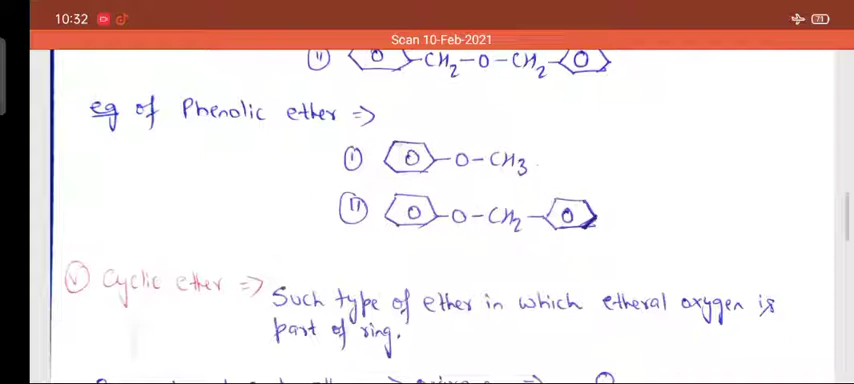 10:32
71
Scan 10-Feb-2021
(II) CH2-O-CH2-
eg of Phenolic ether =>
(I) -O-CH3
(II) -O-CH2-
(V) Cyclic ether => Such type of ether in which etheral oxygen is
part of ring.